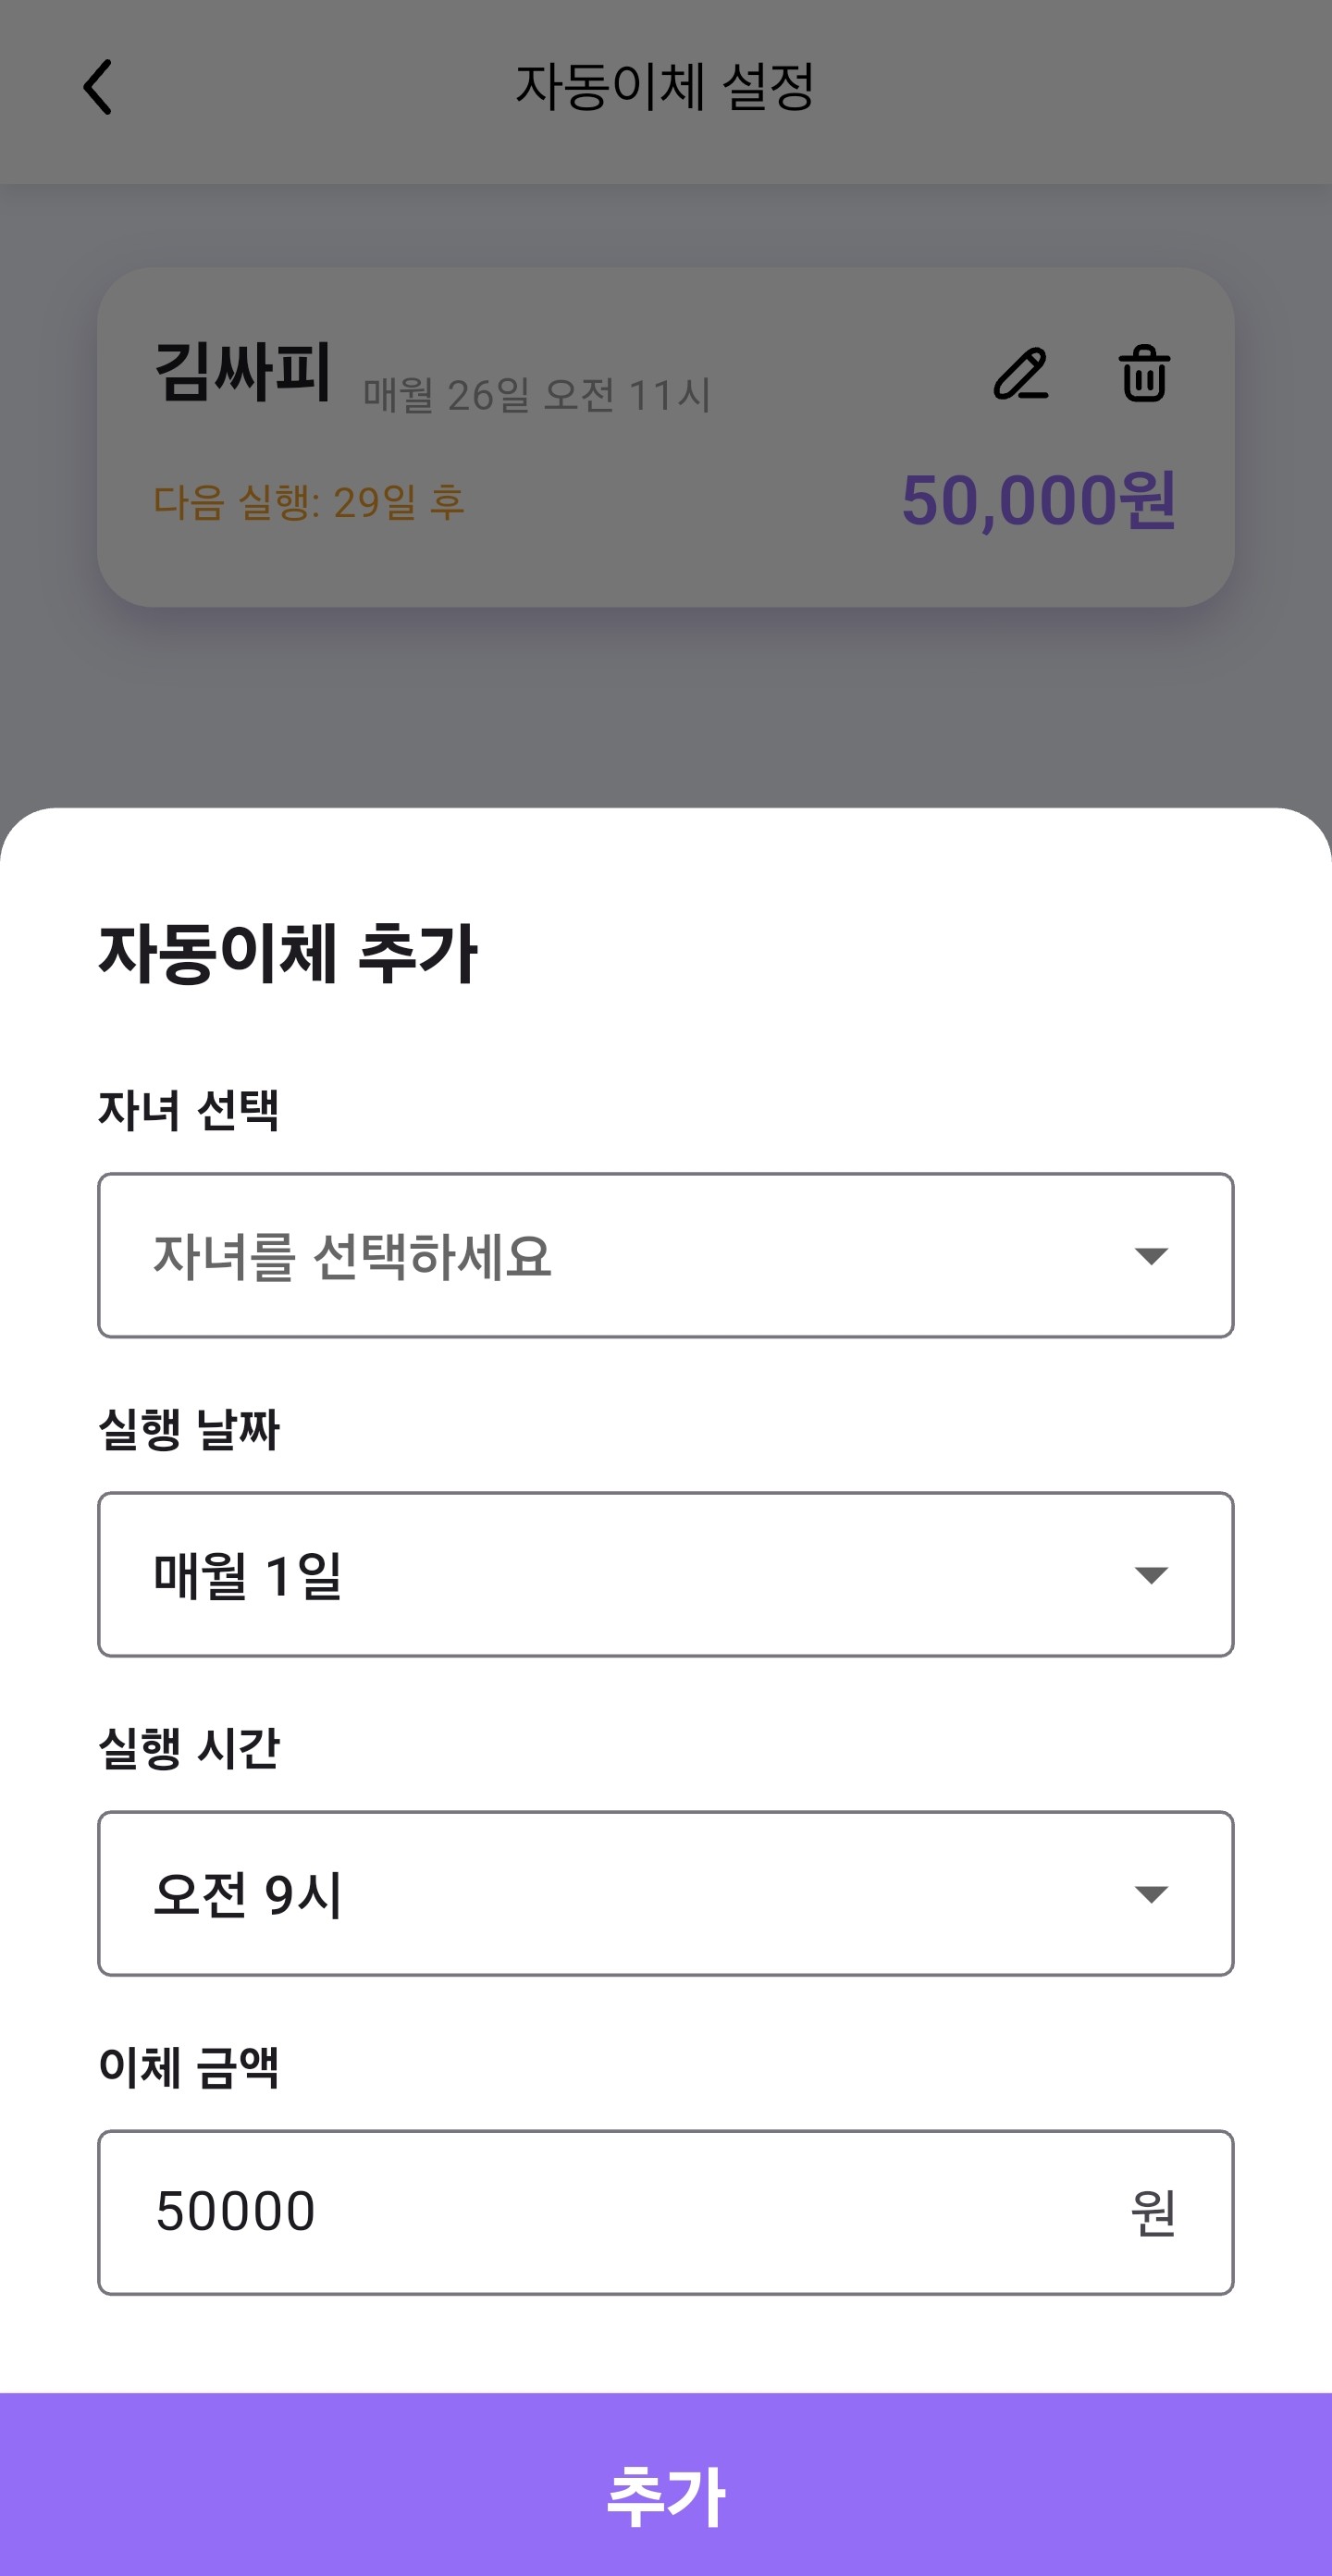 자동이체 설정
김싸피 매월 26일 오전 11시
다음 실행: 29일 후 50,000원
자동이체 추가
자녀 선택
자녀를 선택하세요
실행 날짜
매월 1일
실행 시간
오전 9시
이체 금액
50000 원
추가